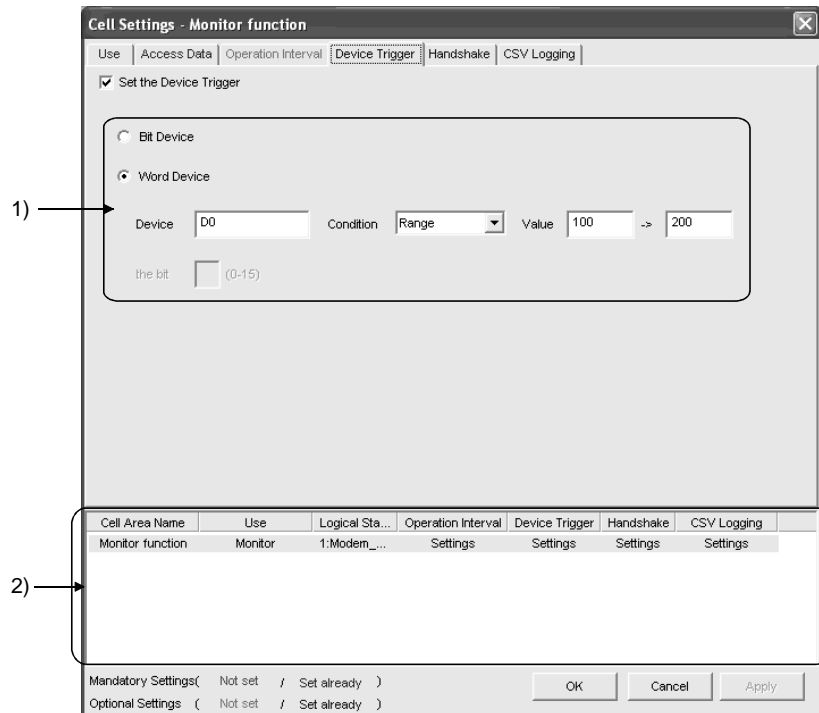 Cell Settings - Monitor function
Use Access Data Operation Interval Device Trigger Handshake CSV Logging
Set the Device Trigger
Bit Device
Word Device
1)
Device D0 Condition Range Value 100 -> 200
the bit (0-15)
Cell Area Name Use Logical Sta... Operation Interval Device Trigger Handshake CSV Logging
Monitor function Monitor 1:Modem_... Settings Settings Settings Settings
2)
Mandatory Settings( Not set / Set already )
OK Cancel Apply
Optional Settings ( Not set / Set already )